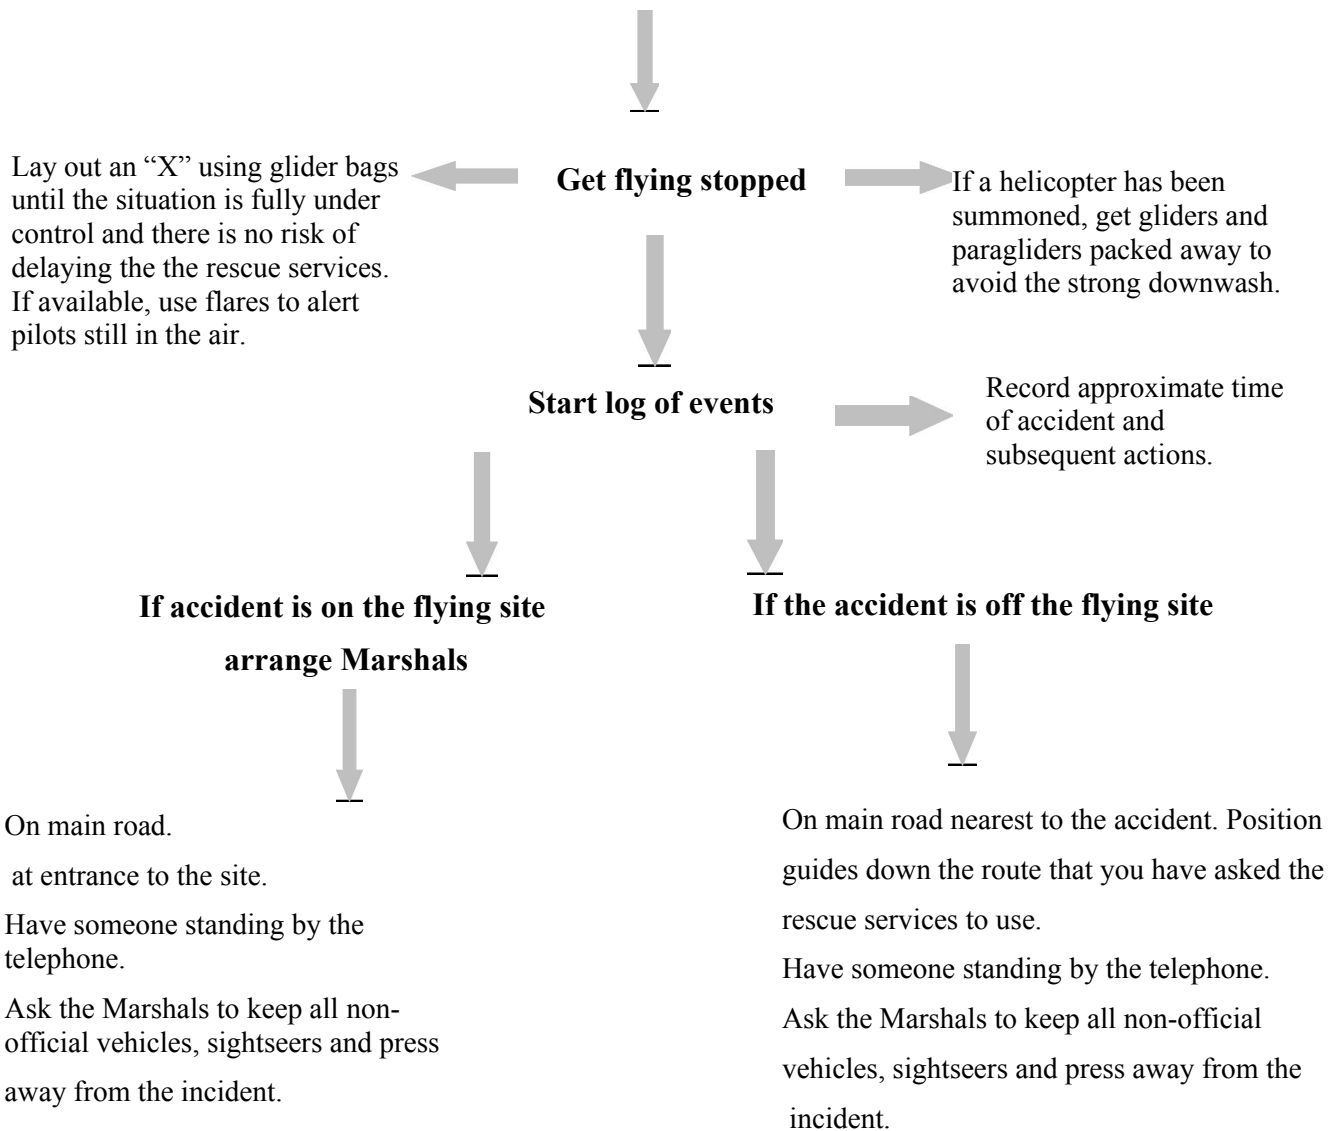 Lay out an “X” using glider bags
until the situation is fully under
control and there is no risk of
delaying the the rescue services.
If available, use flares to alert
pilots still in the air.
Get flying stopped
If a helicopter has been
summoned, get gliders and
paragliders packed away to
avoid the strong downwash.
Start log of events
Record approximate time
of accident and
subsequent actions.
If accident is on the flying site
arrange Marshals
If the accident is off the flying site
On main road.
at entrance to the site.
Have someone standing by the
telephone.
Ask the Marshals to keep all non-
official vehicles, sightseers and press
away from the incident.
On main road nearest to the accident. Position
guides down the route that you have asked the
rescue services to use.
Have someone standing by the telephone.
Ask the Marshals to keep all non-official
vehicles, sightseers and press away from the
incident.